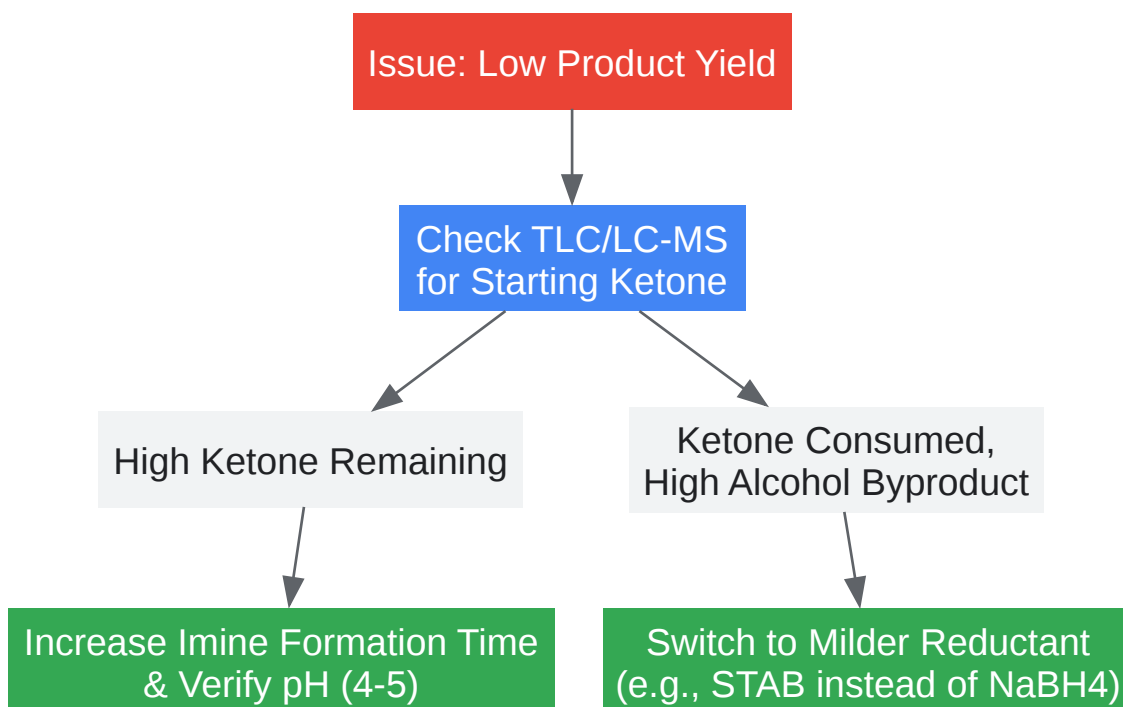 Issue: Low Product Yield
Check TLC/LC-MS
for Starting Ketone
High Ketone Remaining
Ketone Consumed,
High Alcohol Byproduct
Increase Imine Formation Time
& Verify pH (4-5)
Switch to Milder Reductant
(e.g., STAB instead of NaBH4)